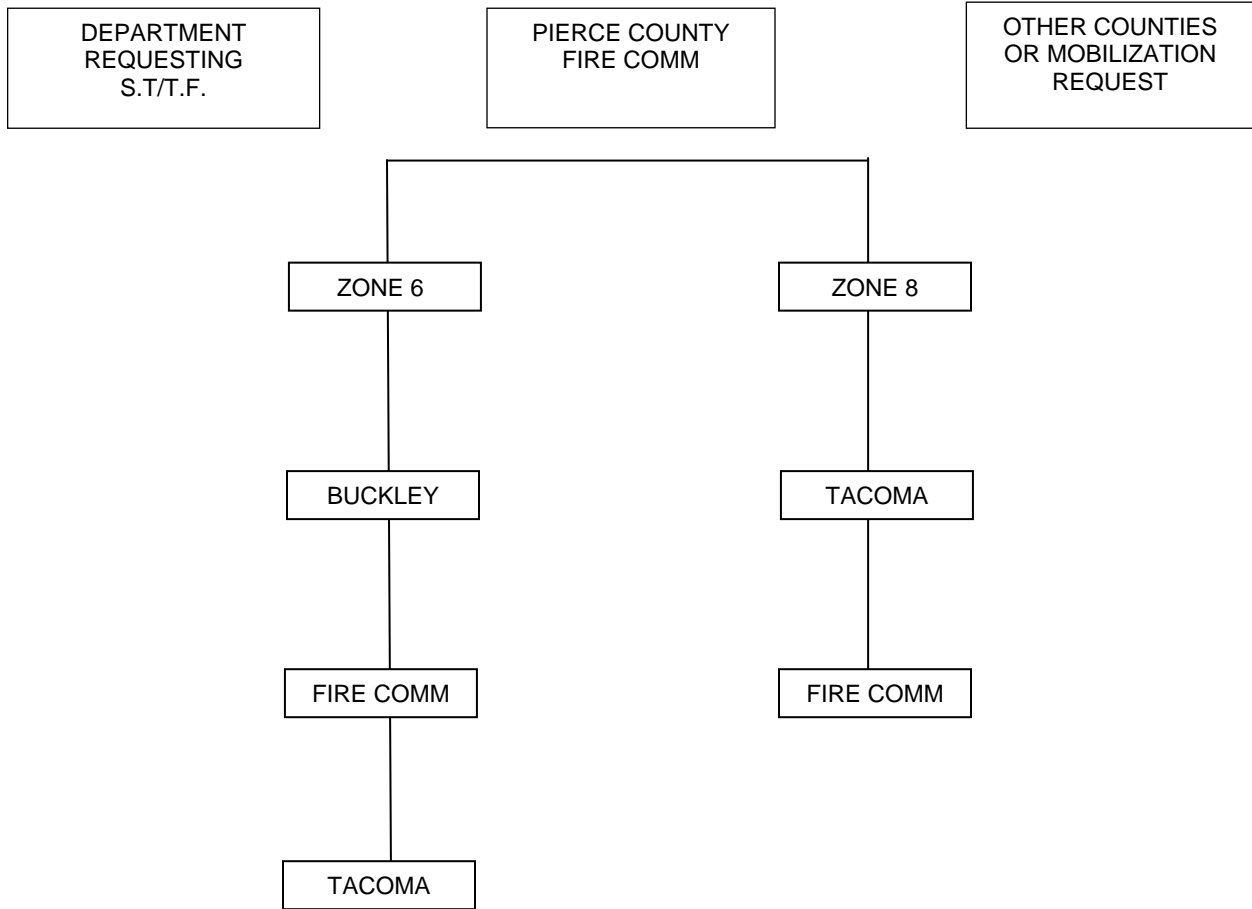 DEPARTMENT
REQUESTING
S.T/T.F.
PIERCE COUNTY
FIRE COMM
OTHER COUNTIES
OR MOBILIZATION
REQUEST
ZONE 6
ZONE 8
BUCKLEY
TACOMA
FIRE COMM
FIRE COMM
TACOMA